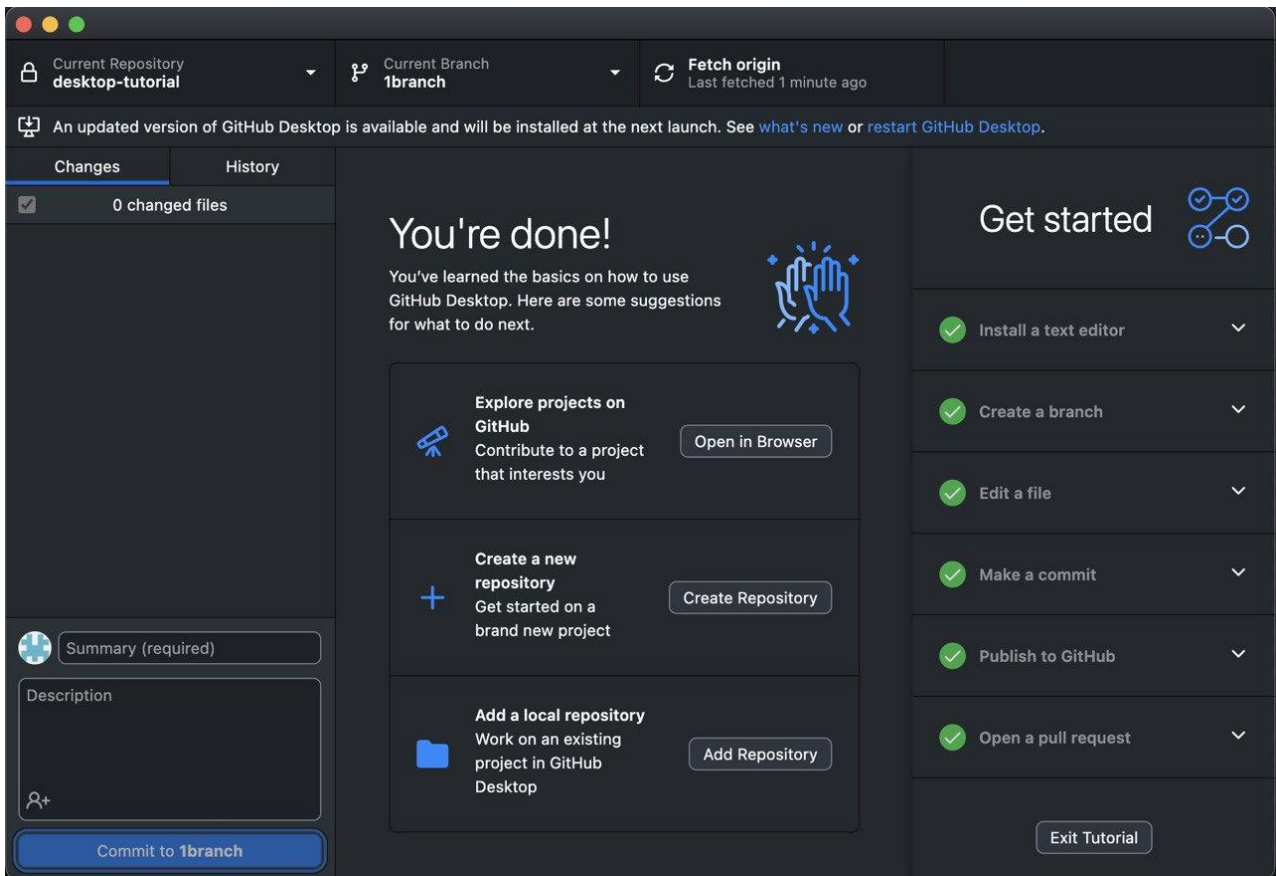 Current Repository
desktop-tutorial
Current Branch
1branch
Fetch origin
Last fetched 1 minute ago
An updated version of GitHub Desktop is available and will be installed at the next launch. See what's new or restart GitHub Desktop.
Changes
History
0 changed files
You're done!
You've learned the basics on how to use
GitHub Desktop. Here are some suggestions
for what to do next.
Explore projects on
GitHub
Contribute to a project
that interests you
Open in Browser
Create a new
repository
Get started on a
brand new project
Create Repository
Add a local repository
Work on an existing
project in GitHub
Desktop
Add Repository
Summary (required)
Description
Commit to 1branch
Get started
Install a text editor
Create a branch
Edit a file
Make a commit
Publish to GitHub
Open a pull request
Exit Tutorial